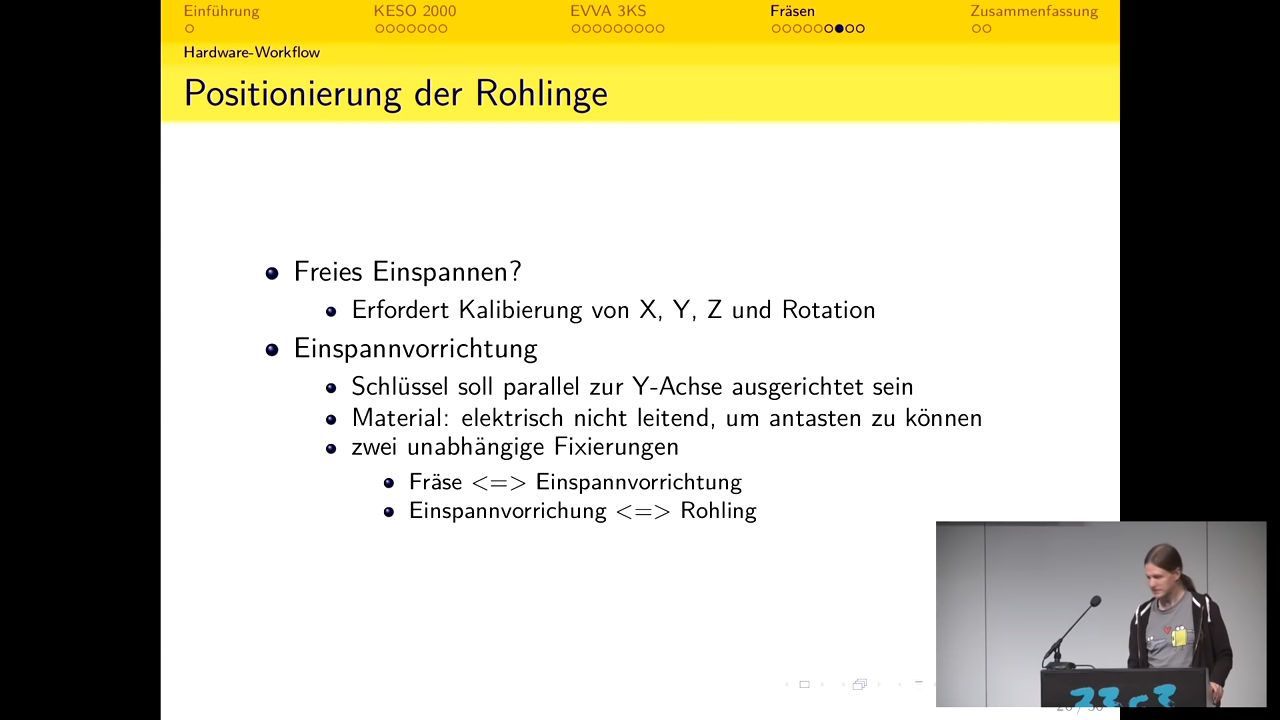 Einführung
KESO 2000
EVVA 3KS
Fräsen
Zusammenfassung
Hardware-Workflow
Positionierung der Rohlinge
Freies Einspannen?
Erfordert Kalibierung von X, Y, Z und Rotation
Einspannvorrichtung
Schlüssel soll parallel zur Y-Achse ausgerichtet sein
Material: elektrisch nicht leitend, um antasten zu können
zwei unabhängige Fixierungen
Fräse <=> Einspannvorrichtung
Einspannvorrichung <=> Rohling
33c3